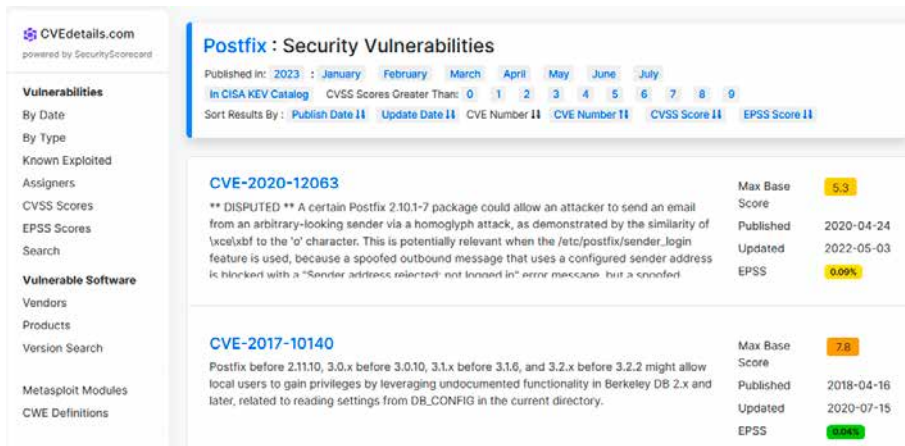 CVEdetails.com
powered by SecurityScorecard
Vulnerabilities
By Date
By Type
Known Exploited
Assigners
CVSS Scores
EPSS Scores
Search
Vulnerable Software
Vendors
Products
Version Search
Metasploit Modules
CWE Definitions
Postfix : Security Vulnerabilities
Published in: 2023 : January February March April May June July
In CISA KEV Catalog CVSS Scores Greater Than: 0 1 2 3 4 5 6 7 8 9
Sort Results By : Publish Date Update Date CVE Number CVE Number CVSS Score EPSS Score
CVE-2020-12063
** DISPUTED ** A certain Postfix 2.10.1-7 package could allow an attacker to send an email
from an arbitrary-looking sender via a homoglyph attack, as demonstrated by the similarity of
\xce\xbf to the 'o' character. This is potentially relevant when the /etc/postfix/sender_login
feature is used, because a spoofed outbound message that uses a configured sender address
is blocked with a "Sender address rejected: not logged in" error message, but a spoofed
Max Base Score 5.3
Published 2020-04-24
Updated 2022-05-03
EPSS 0.09%
CVE-2017-10140
Postfix before 2.11.10, 3.0.x before 3.0.10, 3.1.x before 3.1.6, and 3.2.x before 3.2.2 might allow
local users to gain privileges by leveraging undocumented functionality in Berkeley DB 2.x and
later, related to reading settings from DB_CONFIG in the current directory.
Max Base Score 7.8
Published 2018-04-16
Updated 2020-07-15
EPSS 0.04%